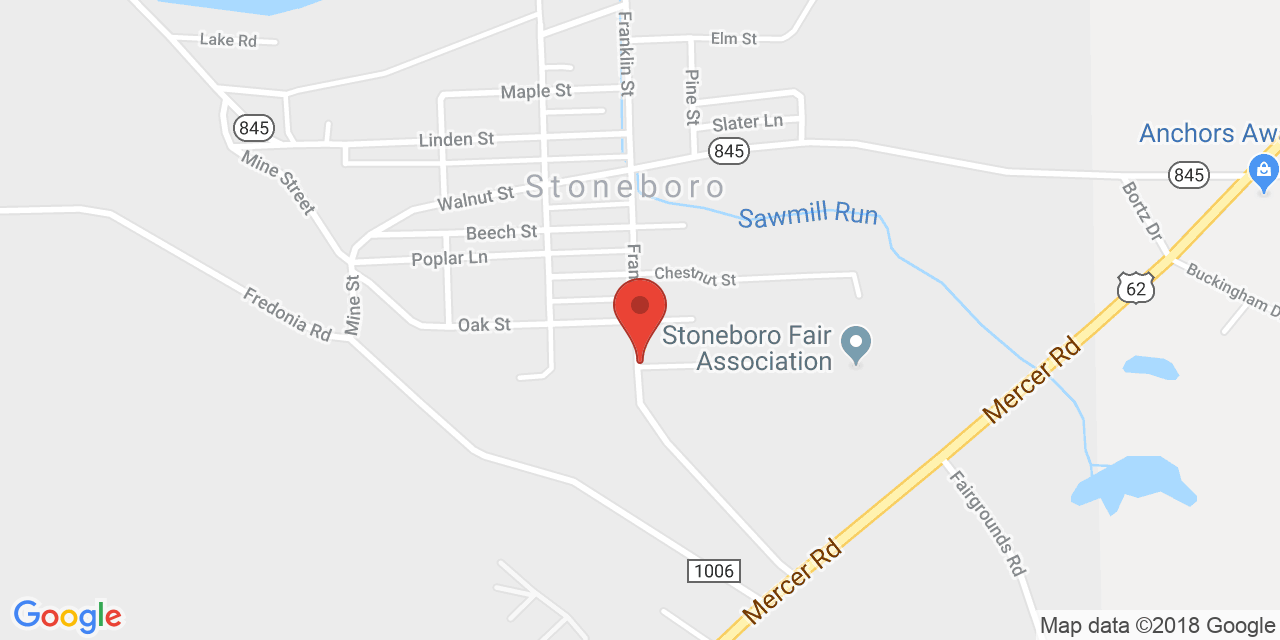 Lake Rd
Franklin St
Elm St
Pine St
Maple St
Slater Ln
845
Linden St
845
Anchors Awa
Mine Street
845
Walnut St
Stoneboro
Bortz Dr
Sawmill Run
Beech St
Poplar Ln
Fran
Chestnut St
62
Buckingham D
Fredonia Rd
Mine St
Oak St
Stoneboro Fair
Association
Mercer Rd
Fairgrounds Rd
1006
Mercer Rd
Google
Map data ©2018 Google